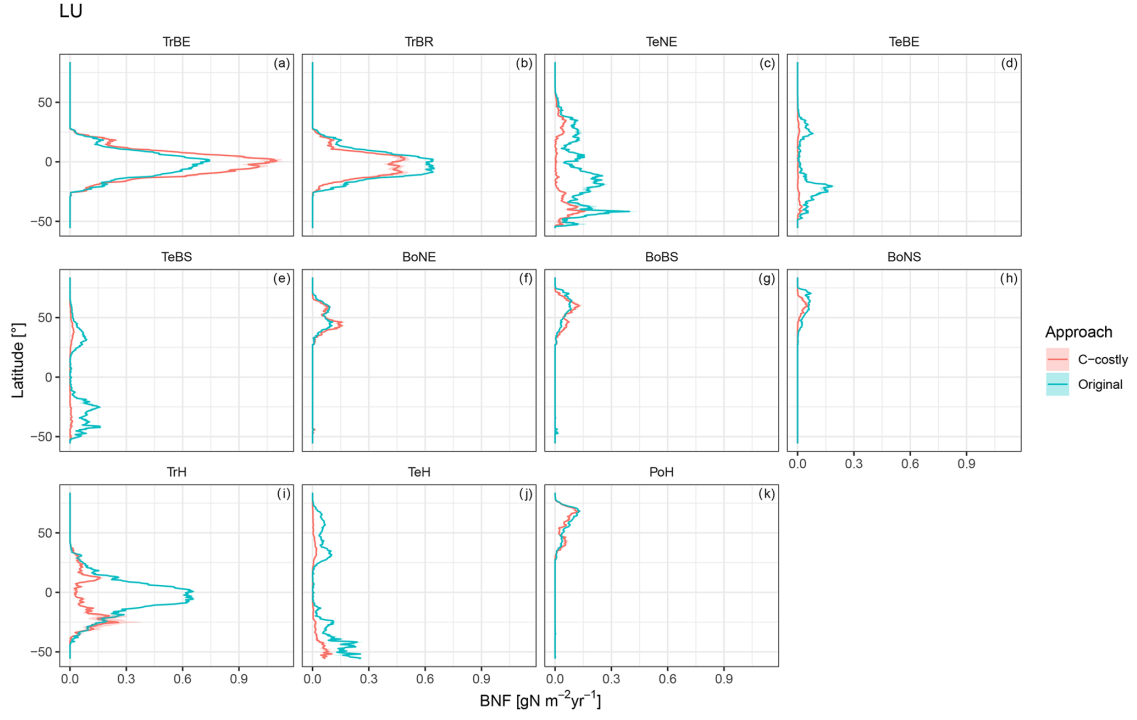 LU
TrBE TrBR TeNE TeBE
(a) (b) (c) (d)
50
0
−50
TeBS BoNE BoBS BoNS
(e) (f) (g) (h)
50
0
−50
0.0 0.3 0.6 0.9
TrH TeH PoH
(i) (j) (k)
50
0
−50
0.0 0.3 0.6 0.9 0.0 0.3 0.6 0.9 0.0 0.3 0.6 0.9
Latitude [°]
BNF [gN m−2yr−1]
Approach
C−costly
Original